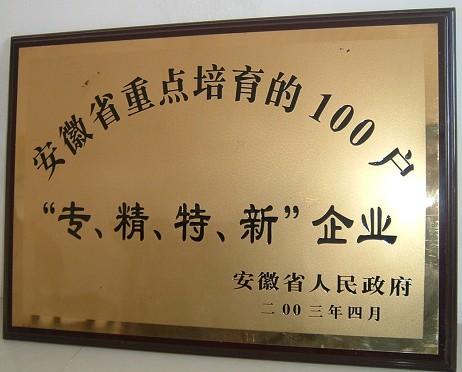 安徽省重点培育的100户
“专、精、特、新”企业
安徽省人民政府
二00三年四月